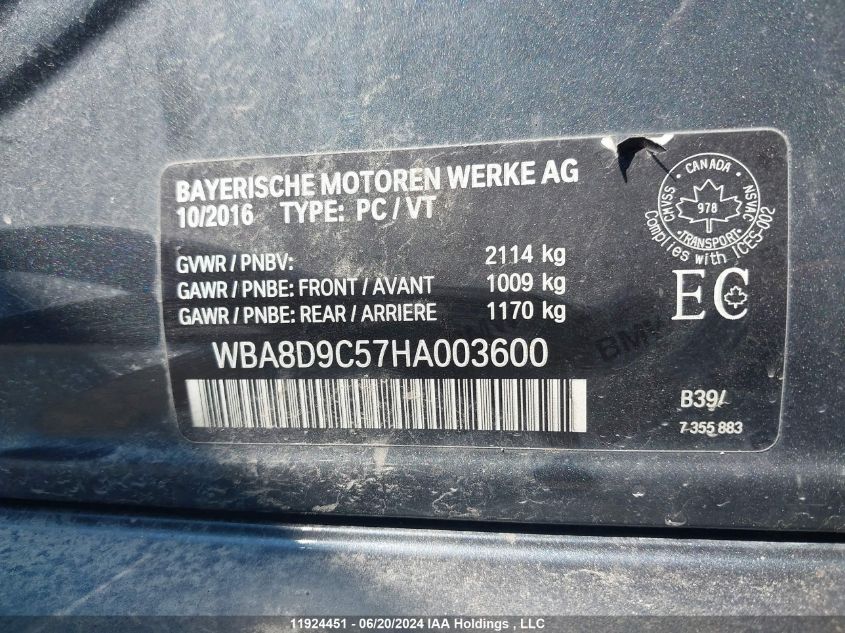 BAYERISCHE MOTOREN WERKE AG
10/2016 TYPE: PC / VT
GVWR / PNBV: 2114 kg
GAWR / PNBE: FRONT / AVANT 1009 kg
GAWR / PNBE: REAR / ARRIERE 1170 kg
WBA8D9C57HA003600
CANADA
CMVSS NSVAC
978
TRANSPORT
Complies with ICES-002
EC
BMW
B39/
7 355 883
11924451 - 06/20/2024 IAA Holdings , LLC